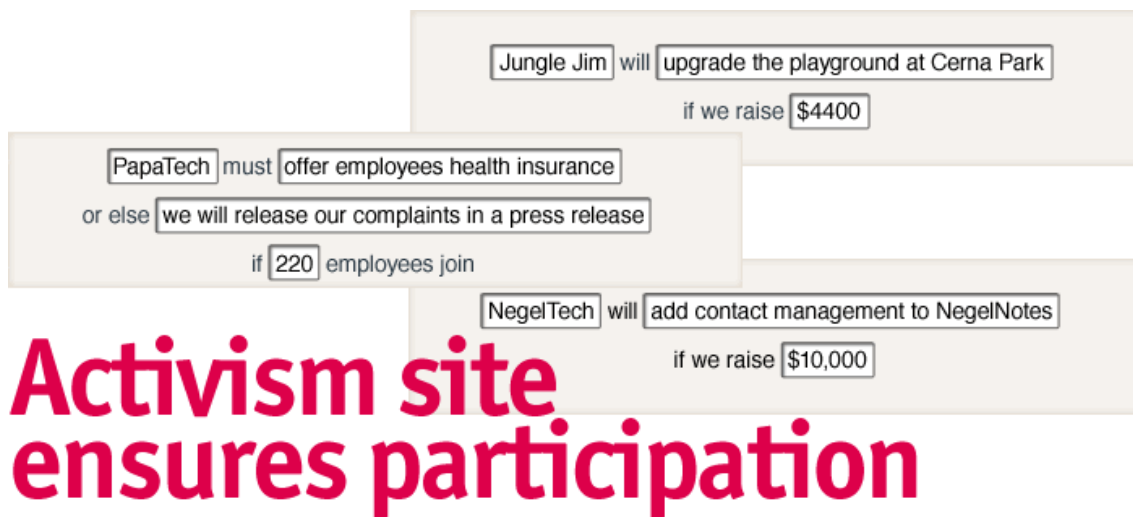 Jungle Jim will upgrade the playground at Cerna Park
if we raise $4400
PapaTech must offer employees health insurance
or else we will release our complaints in a press release
if 220 employees join
NegelTech will add contact management to NegelNotes
if we raise $10,000
Activism site
ensures participation